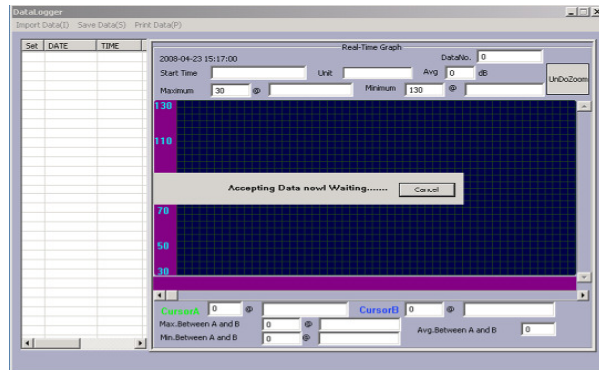 DataLogger
Import Data(I) Save Data(S) Print Data(P)
Set DATE TIME
Real-Time Graph
2008-04-23 15:17:00 DataNo. 0
Start Time Unit Avg 0 dB
UnDoZoom
Maximum 30 @ Minimum 130 @
130
110
Accepting Data now! Waiting....... Cancel
70
50
30
CursorA 0 @ CursorB 0 @
Max.Between A and B 0 @
Avg.Between A and B 0
Min.Between A and B 0 @